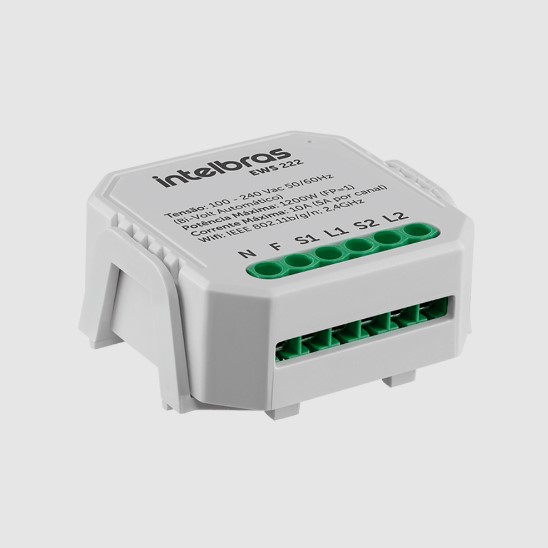 intelbras
EWS 222
Tensão: 100 - 240 Vac 50/60Hz
(Bi-Volt Automático)
Potência Máxima: 1200W (FP=1)
Corrente Máxima: 10A (5A por canal)
Wifi: IEEE 802.11b/g/n: 2.4GHz
N F S1 L1 S2 L2